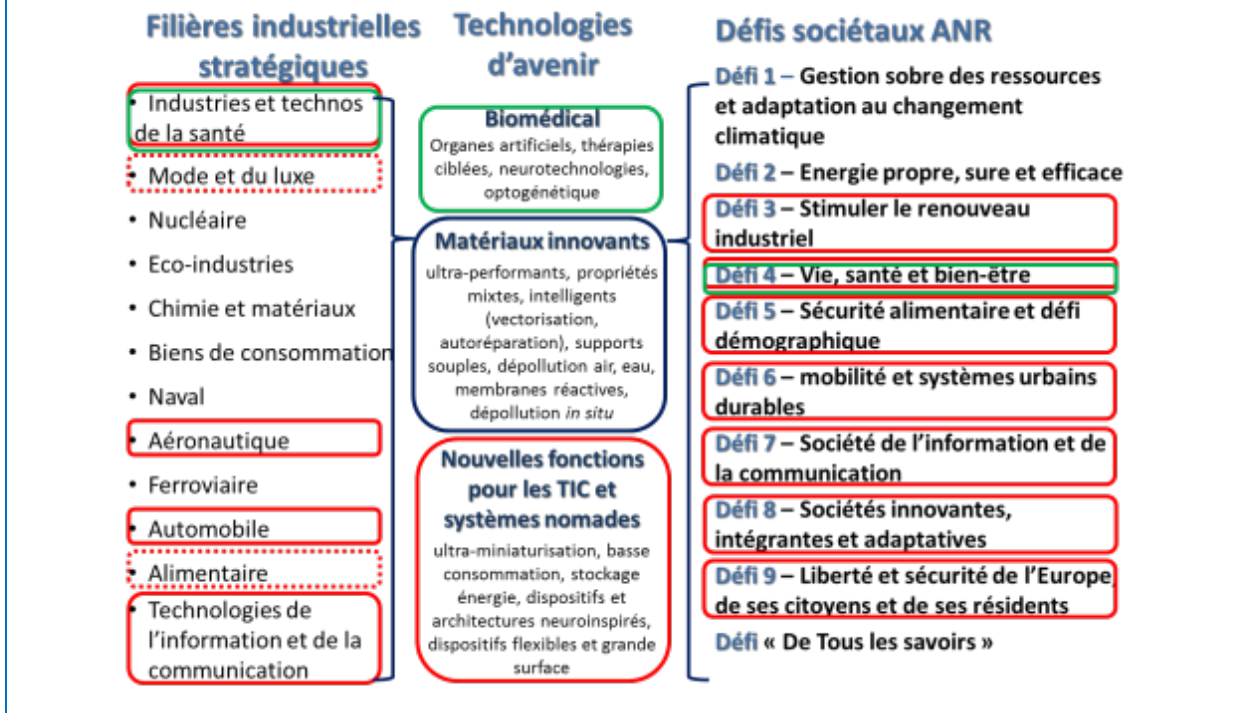 Filières industrielles
stratégiques
• Industries et technos
de la santé
• Mode et du luxe
• Nucléaire
• Eco-industries
• Chimie et matériaux
• Biens de consommation
• Naval
• Aéronautique
• Ferroviaire
• Automobile
• Alimentaire
• Technologies de
l’information et de la
communication
Technologies
d’avenir
Biomédical
Organes artificiels, thérapies
ciblées, neurotechnologies,
optogénétique
Matériaux innovants
ultra-performants, propriétés
mixtes, intelligents
(vectorisation,
autoréparation), supports
souples, dépollution air, eau,
membranes réactives,
dépollution in situ
Nouvelles fonctions
pour les TIC et
systèmes nomades
ultra-miniaturisation, basse
consommation, stockage
énergie, dispositifs et
architectures neuroinspirés,
dispositifs flexibles et grande
surface
Défis sociétaux ANR
Défi 1 – Gestion sobre des ressources
et adaptation au changement
climatique
Défi 2 – Energie propre, sure et efficace
Défi 3 – Stimuler le renouveau
industriel
Défi 4 – Vie, santé et bien-être
Défi 5 – Sécurité alimentaire et défi
démographique
Défi 6 – mobilité et systèmes urbains
durables
Défi 7 – Société de l’information et de
la communication
Défi 8 – Sociétés innovantes,
intégrantes et adaptatives
Défi 9 – Liberté et sécurité de l’Europe,
de ses citoyens et de ses résidents
Défi « De Tous les savoirs »